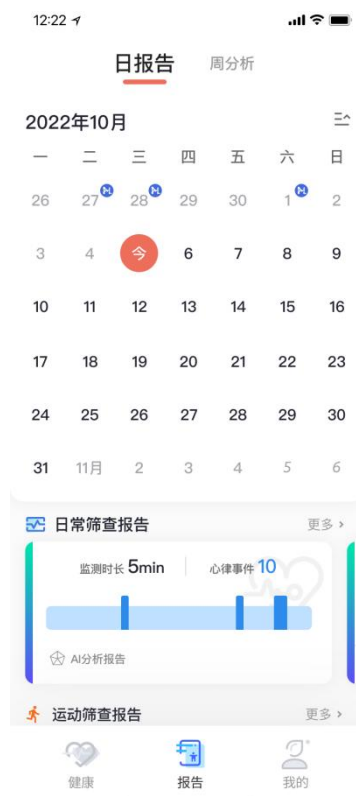 12:22
日报告 周分析
2022年10月
一 二 三 四 五 六 日
26 27 28 29 30 1 2
3 4 今 6 7 8 9
10 11 12 13 14 15 16
17 18 19 20 21 22 23
24 25 26 27 28 29 30
31 11月 2 3 4 5 6
日常筛查报告 更多 >
监测时长 5min 心律事件 10
AI分析报告
运动筛查报告 更多 >
健康 报告 我的